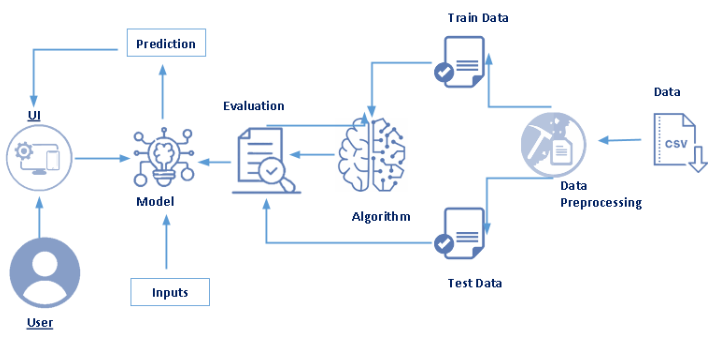 Train Data
Prediction
Data
Evaluation
UI
CSV
Model
Algorithm
Data
Preprocessing
Inputs
Test Data
User